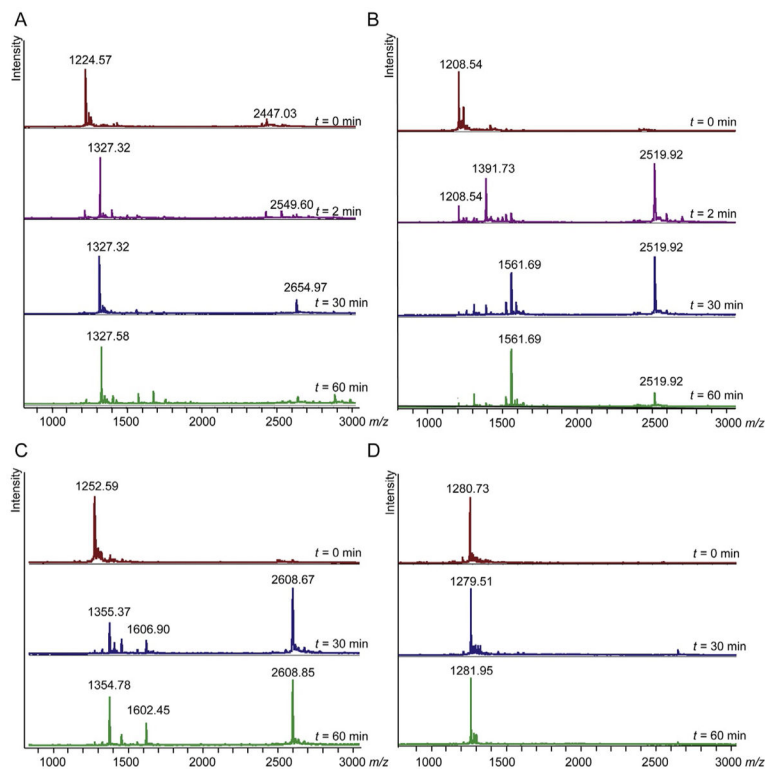 A
Intensity
1224.57
2447.03
t = 0 min
1327.32
2549.60
t = 2 min
1327.32
2654.97
t = 30 min
1327.58
t = 60 min
1000 1500 2000 2500 3000 m/z
B
Intensity
1208.54
t = 0 min
2519.92
1391.73
1208.54
t = 2 min
2519.92
1561.69
t = 30 min
1561.69
2519.92
t = 60 min
1000 1500 2000 2500 3000 m/z
C
Intensity
1252.59
t = 0 min
2608.67
1355.37
1606.90
t = 30 min
2608.85
1354.78
1602.45
t = 60 min
1000 1500 2000 2500 3000 m/z
D
Intensity
1280.73
t = 0 min
1279.51
t = 30 min
1281.95
t = 60 min
1000 1500 2000 2500 3000 m/z